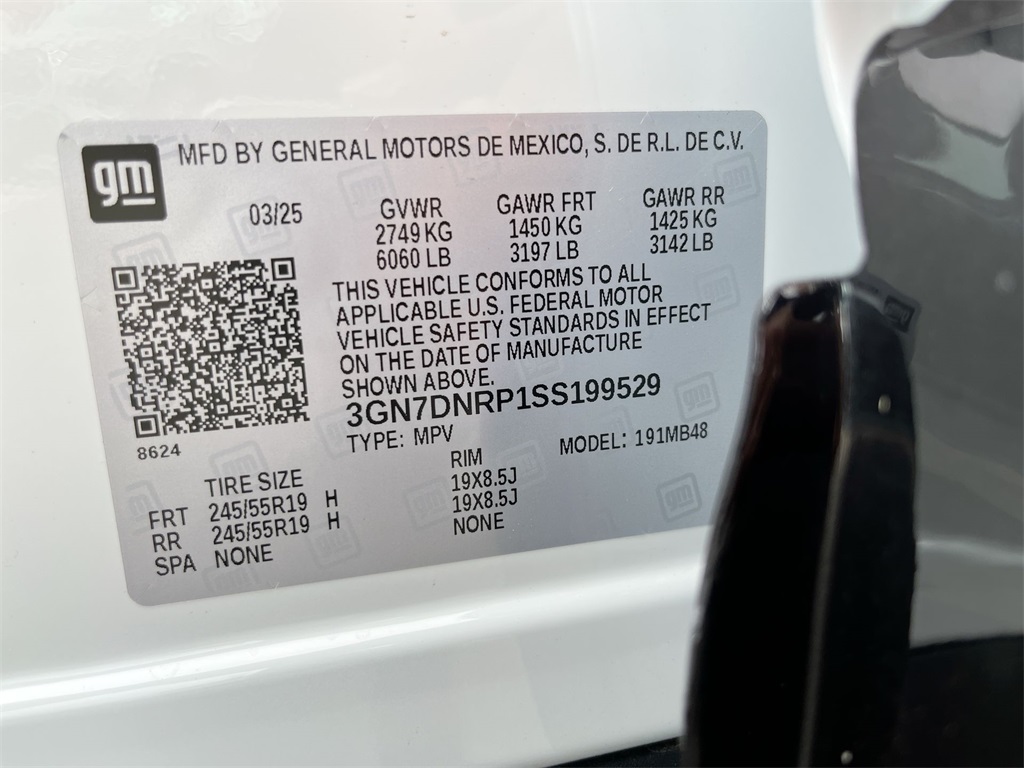 gm
MFD BY GENERAL MOTORS DE MEXICO, S. DE R.L. DE C.V.
03/25 GVWR GAWR FRT GAWR RR
2749 KG 1450 KG 1425 KG
6060 LB 3197 LB 3142 LB
THIS VEHICLE CONFORMS TO ALL
APPLICABLE U.S. FEDERAL MOTOR
VEHICLE SAFETY STANDARDS IN EFFECT
ON THE DATE OF MANUFACTURE
SHOWN ABOVE.
3GN7DNRP1SS199529
8624
TYPE: MPV MODEL: 191MB48
TIRE SIZE RIM
FRT 245/55R19 H 19X8.5J
RR 245/55R19 H 19X8.5J
SPA NONE NONE